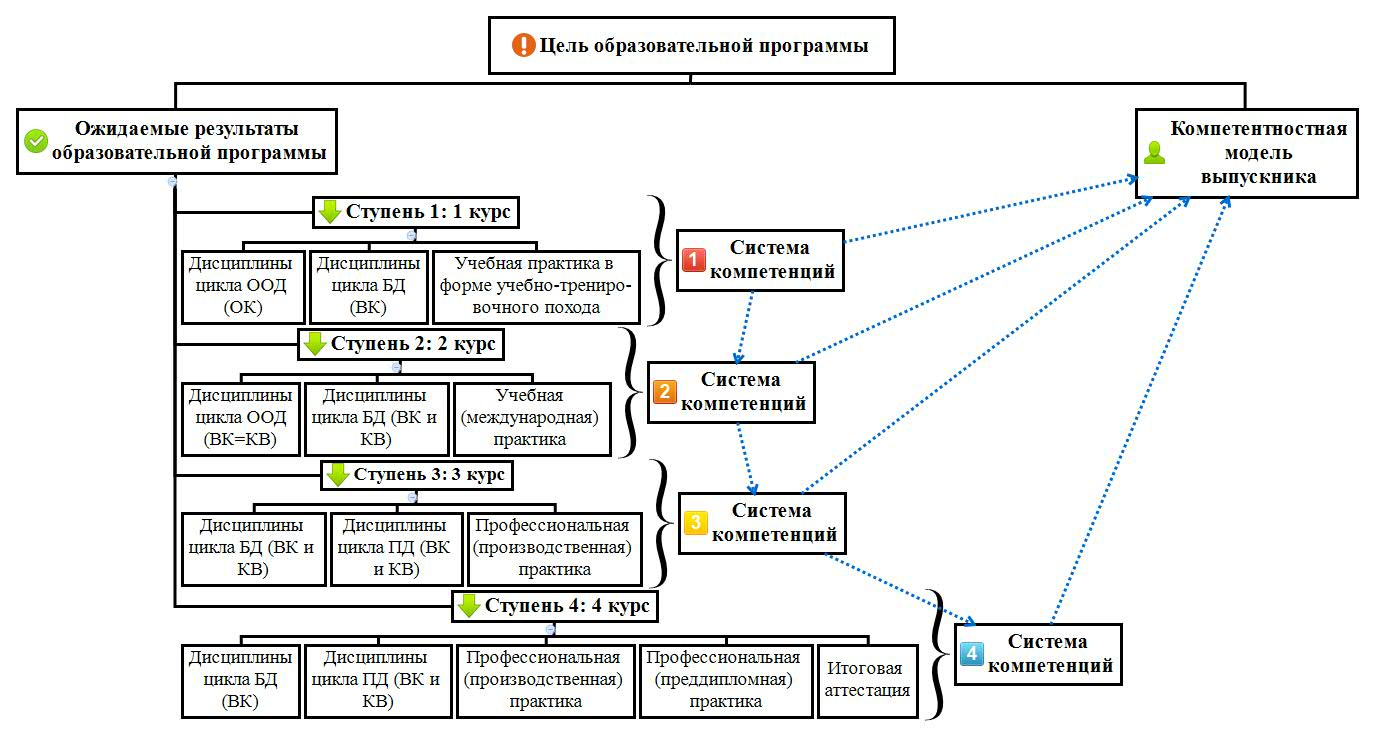 Цель образовательной программы
Ожидаемые результаты
образовательной программы
Компетентностная
модель
выпускника
Ступень 1: 1 курс
Дисциплины
цикла ООД
(ОК)
Дисциплины
цикла БД
(ВК)
Учебная практика в
форме учебно-трениро-
вочного похода
1
Система
компетенций
Ступень 2: 2 курс
Дисциплины
цикла ООД
(ВК=КВ)
Дисциплины
цикла БД (ВК и
КВ)
Учебная
(международная)
практика
2
Система
компетенций
Ступень 3: 3 курс
Дисциплины
цикла БД (ВК и
КВ)
Дисциплины
цикла ПД (ВК
и КВ)
Профессиональная
(производственная)
практика
3
Система
компетенций
Ступень 4: 4 курс
Дисциплины
цикла БД
(ВК)
Дисциплины
цикла ПД (ВК и
КВ)
Профессиональная
(производственная)
практика
Профессиональная
(преддипломная)
практика
Итоговая
аттестация
4
Система
компетенций